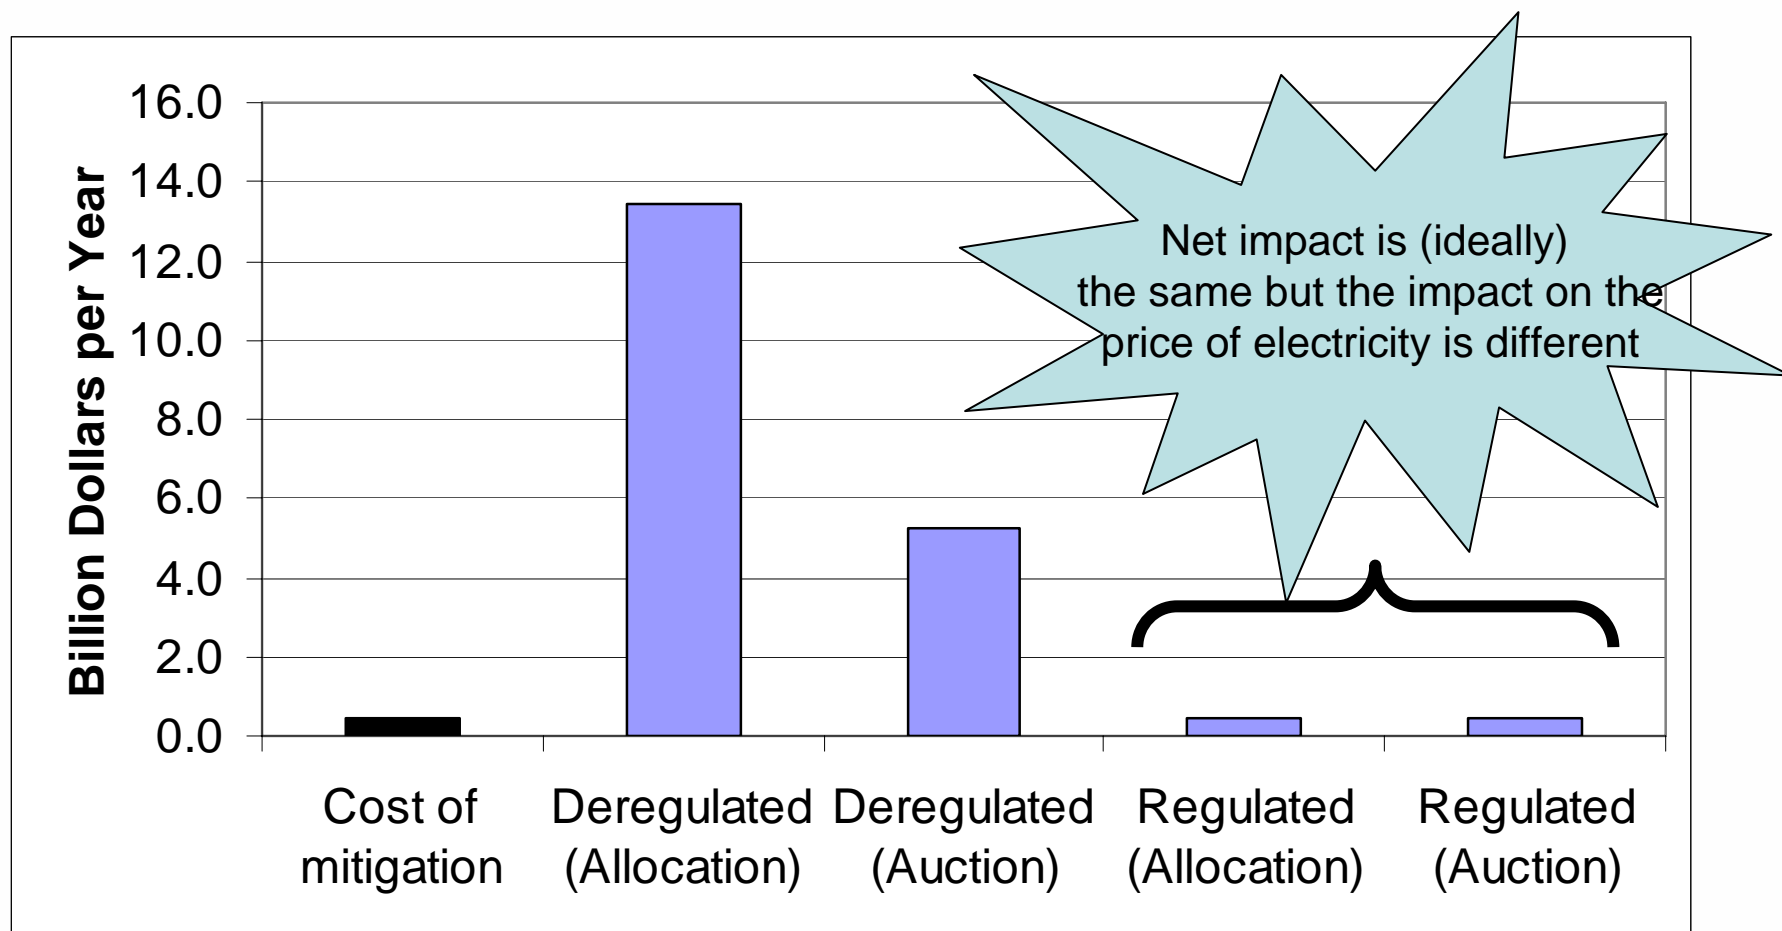 Billion Dollars per Year
16.0
14.0
12.0
10.0
8.0
6.0
4.0
2.0
0.0
Net impact is (ideally)
the same but the impact on the
price of electricity is different
Cost of
mitigation
Deregulated
(Allocation)
Deregulated
(Auction)
Regulated
(Allocation)
Regulated
(Auction)